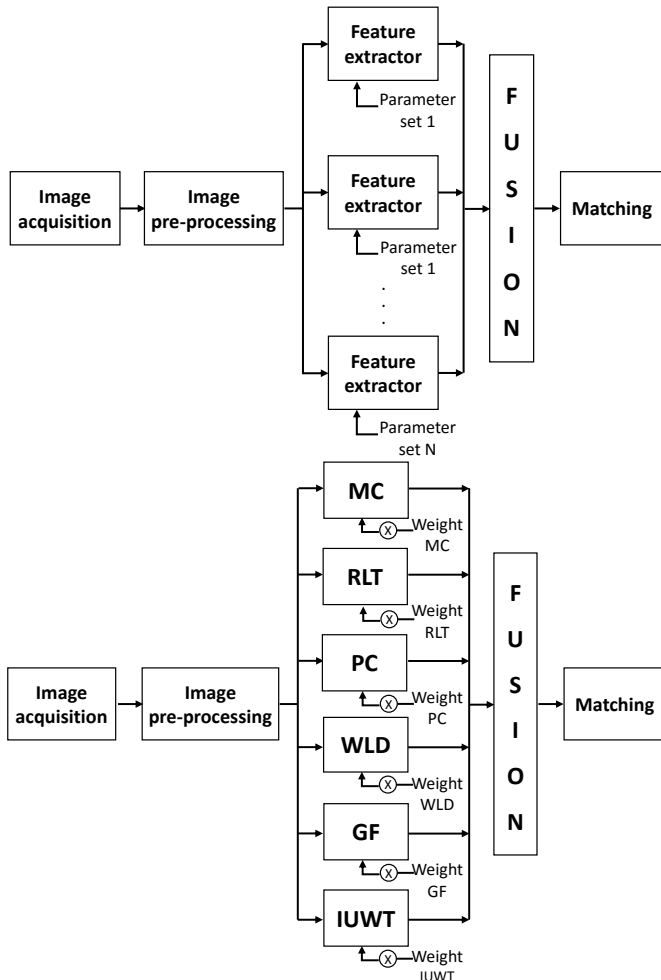 Feature
extractor
Parameter
set 1
Image
acquisition
Image
pre-processing
Feature
extractor
Parameter
set 1
.
.
.
Feature
extractor
Parameter
set N
F
U
S
I
O
N
Matching
MC
X
Weight
MC
RLT
X
Weight
RLT
PC
X
Weight
PC
Image
acquisition
Image
pre-processing
WLD
X
Weight
WLD
GF
X
Weight
GF
IUWT
X
Weight
IUWT
F
U
S
I
O
N
Matching